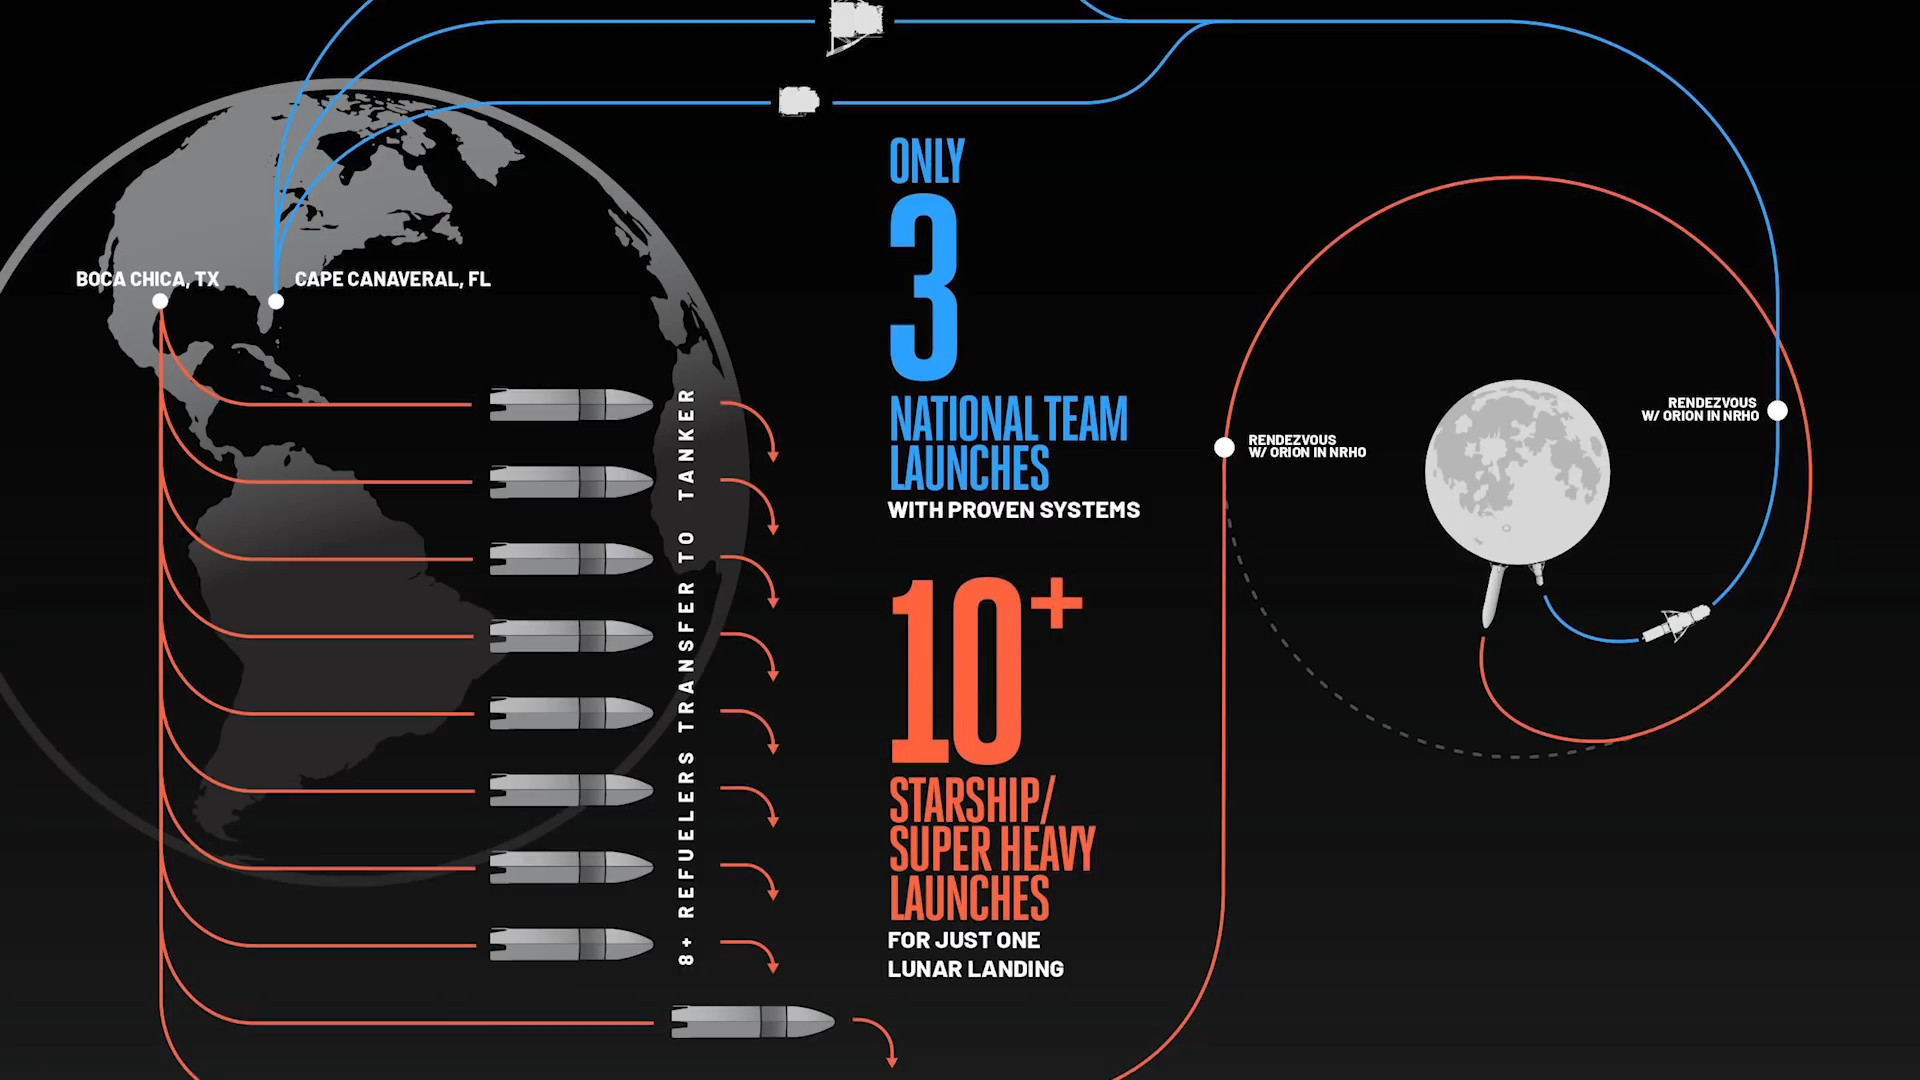 BOCA CHICA, TX
CAPE CANAVERAL, FL
8+ REFUELERS TRANSFER TO TANKER
ONLY
3
NATIONAL TEAM
LAUNCHES
WITH PROVEN SYSTEMS
10+
STARSHIP/
SUPER HEAVY
LAUNCHES
FOR JUST ONE
LUNAR LANDING
RENDEZVOUS
W/ ORION IN NRHO
RENDEZVOUS
W/ ORION IN NRHO